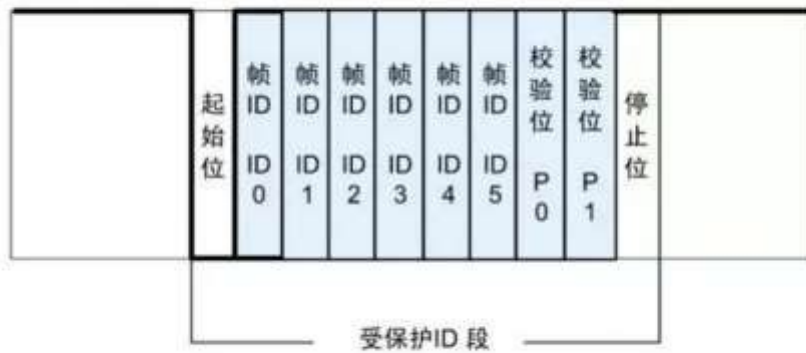 起始位
帧ID ID0
帧ID ID1
帧ID ID2
帧ID ID3
帧ID ID4
帧ID ID5
校验位 P0
校验位 P1
停止位
受保护ID 段